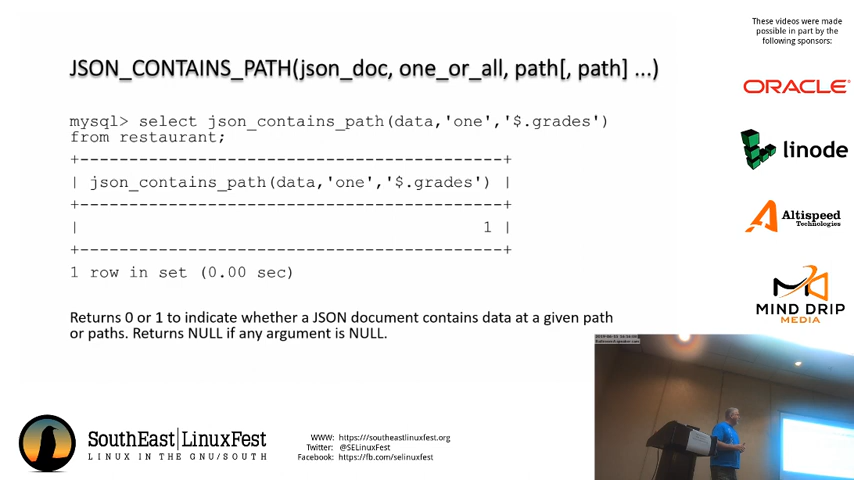 These videos were made
possible in part by the
following sponsors:
JSON_CONTAINS_PATH(json_doc, one_or_all, path[, path] ...)
ORACLE
mysql> select json_contains_path(data,'one','$.grades')
from restaurant;
+-------------------------------------------+
| json_contains_path(data,'one','$.grades') |
+-------------------------------------------+
| 1 |
+-------------------------------------------+
1 row in set (0.00 sec)
linode
Altispeed
Technologies
MIND DRIP
MEDIA
Returns 0 or 1 to indicate whether a JSON document contains data at a given path
or paths. Returns NULL if any argument is NULL.
SouthEast|LinuxFest
LINUX IN THE GNU/SOUTH
WWW: https:///southeastlinuxfest.org
Twitter: @SELinuxFest
Facebook: https://fb.com/selinuxfest